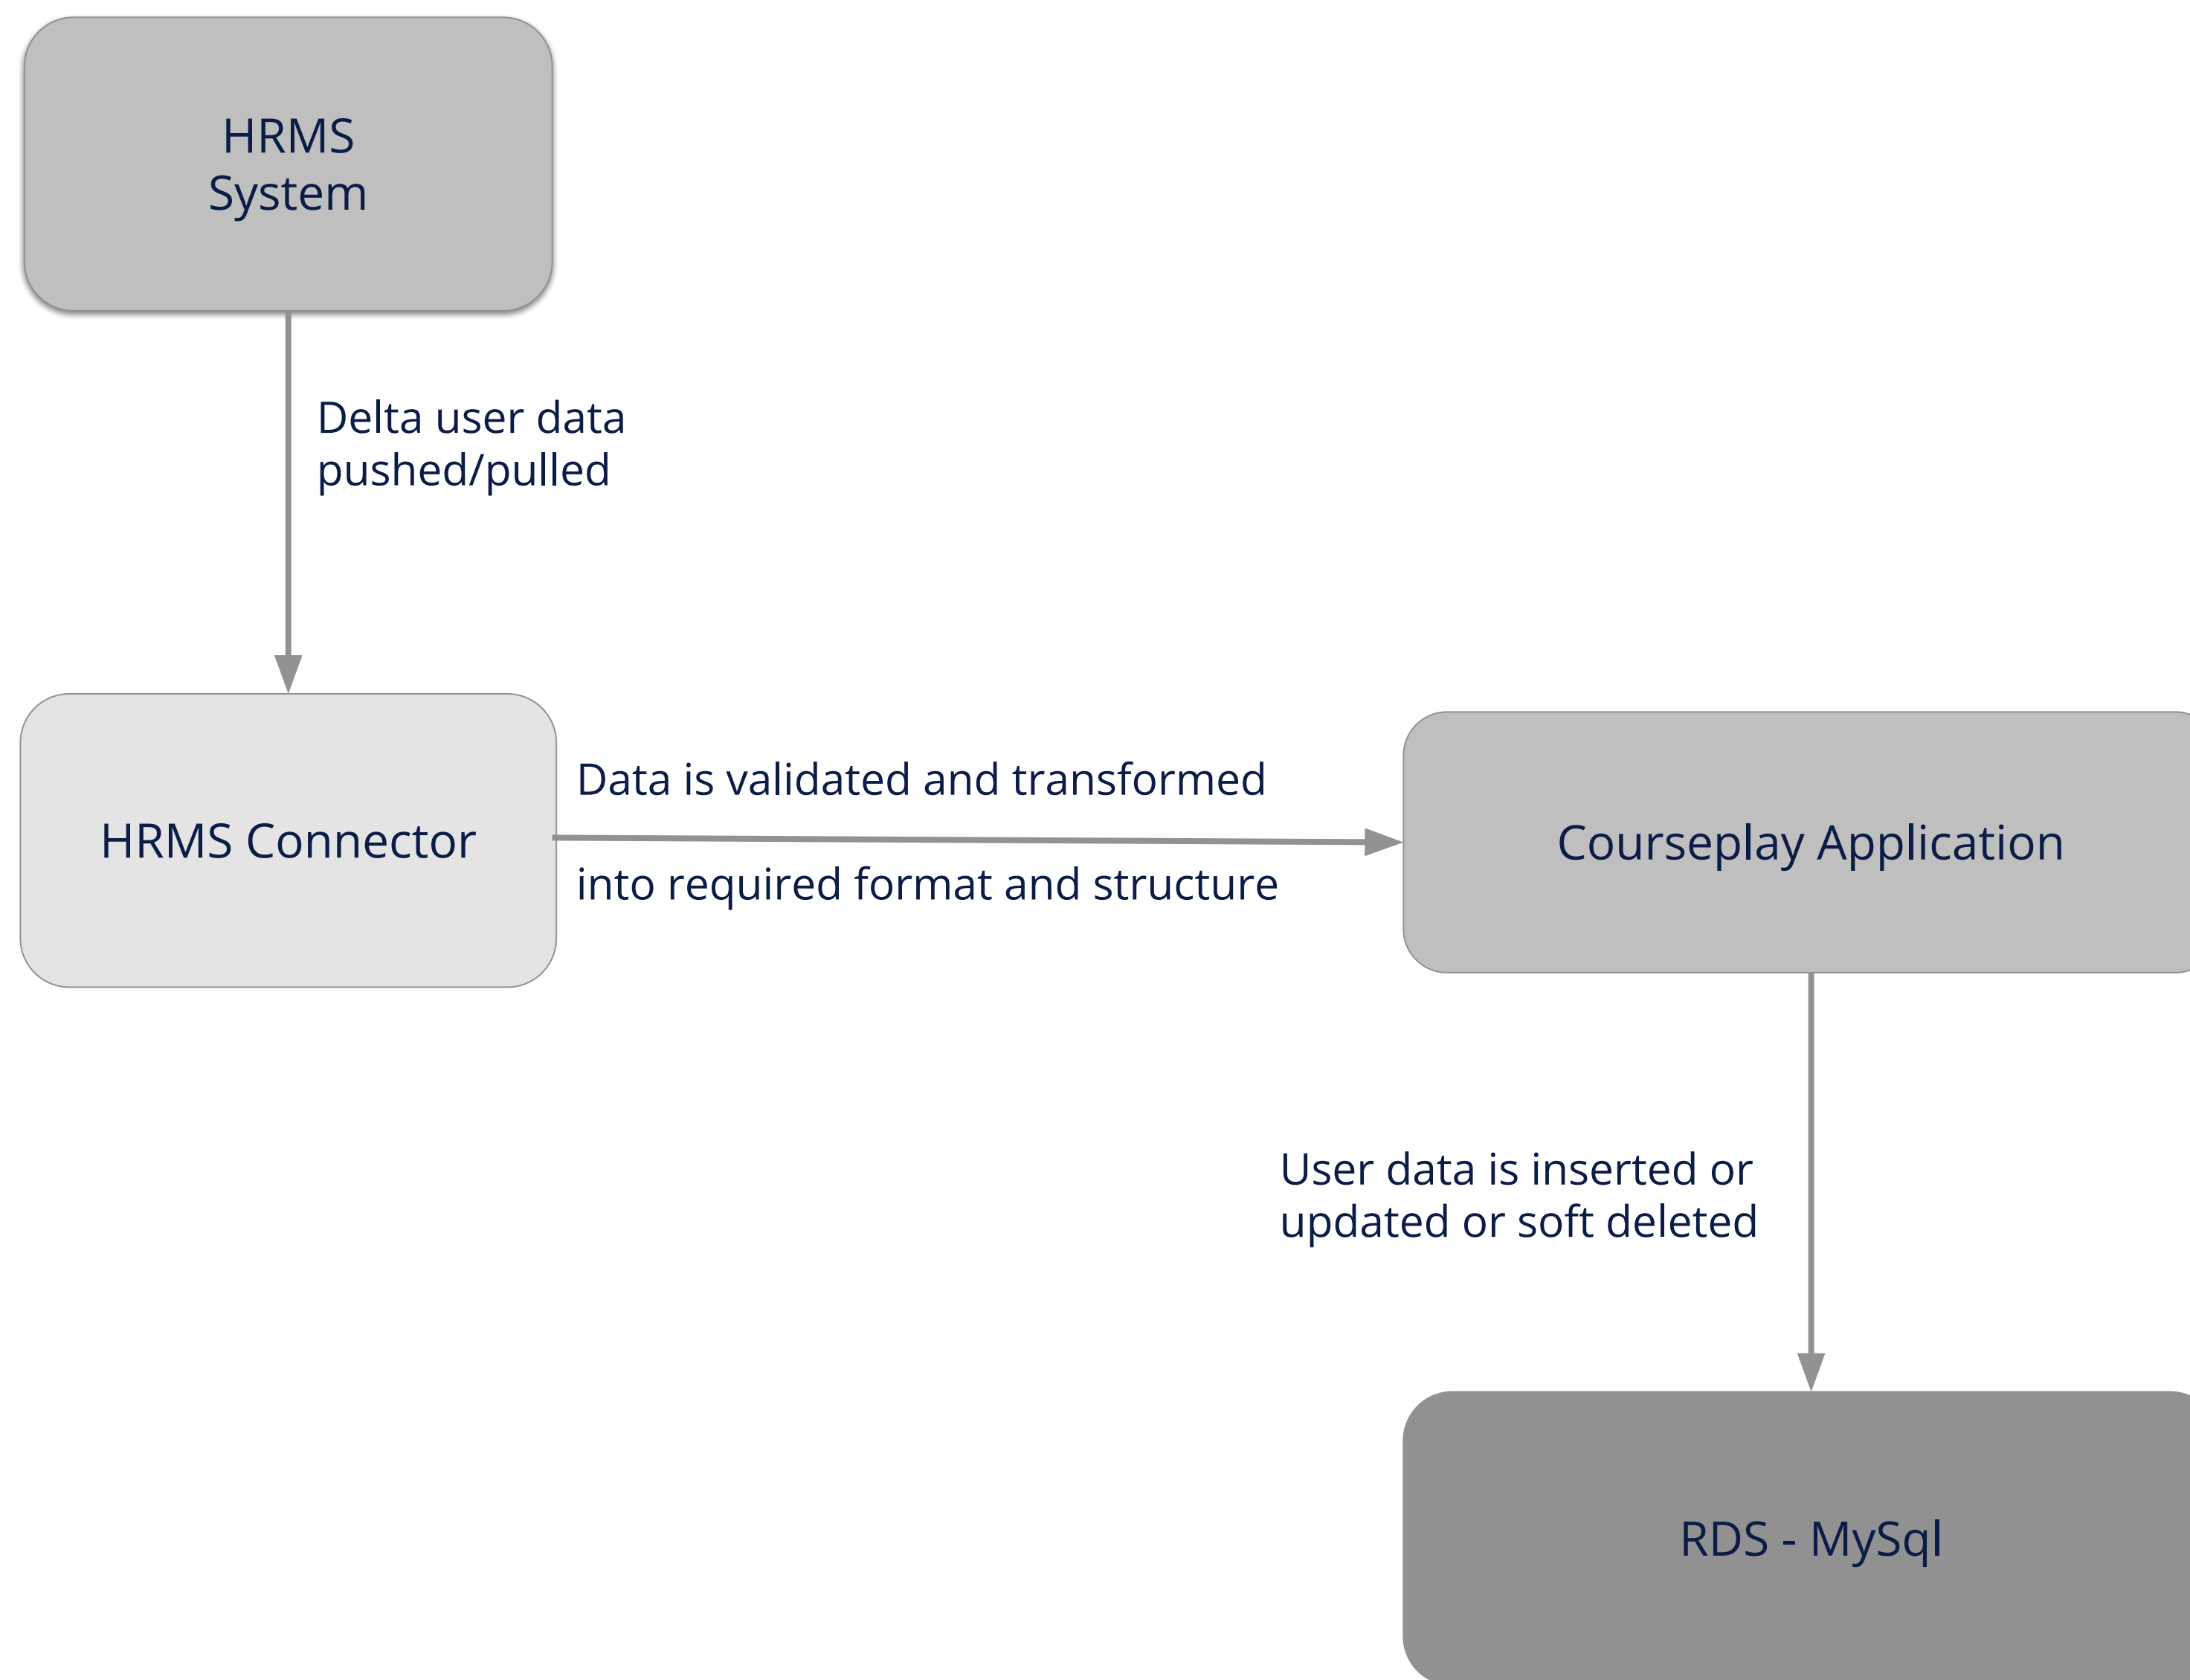 HRMS
System
Delta user data
pushed/pulled
HRMS Connector
Data is validated and transformed
into required format and structure
Courseplay Application
User data is inserted or
updated or soft deleted
RDS - MySql